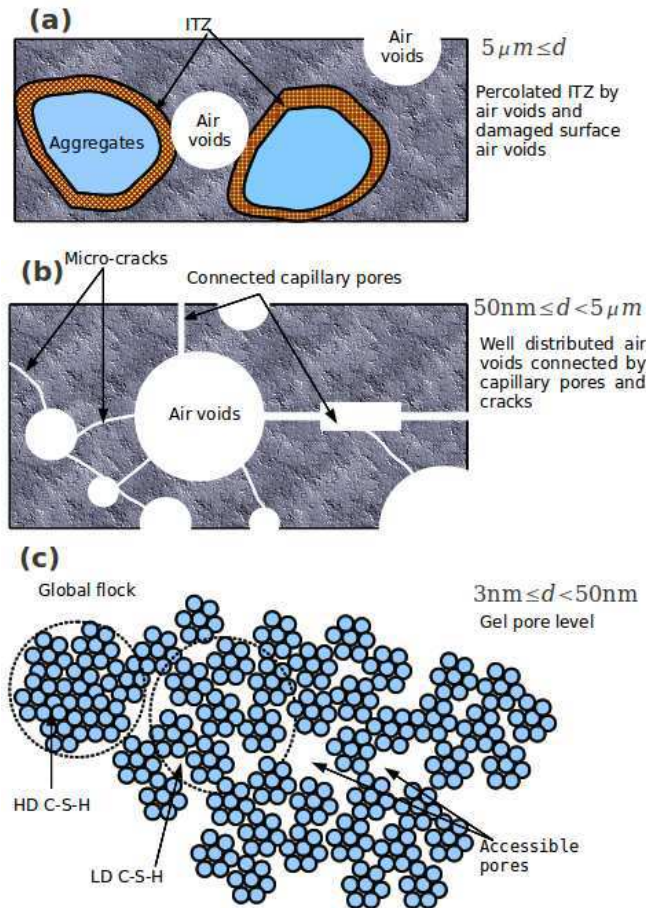 (a)
ITZ
Air
voids
5 μm ≤ d
Percolated ITZ by
air voids and
damaged surface
air voids
Aggregates
Air
voids
(b)
Micro-cracks
Connected capillary pores
50nm ≤ d < 5 μm
Well distributed air
voids connected by
capillary pores and
cracks
Air voids
(c)
Global flock
3nm ≤ d < 50nm
Gel pore level
HD C-S-H
LD C-S-H
Accessible
pores